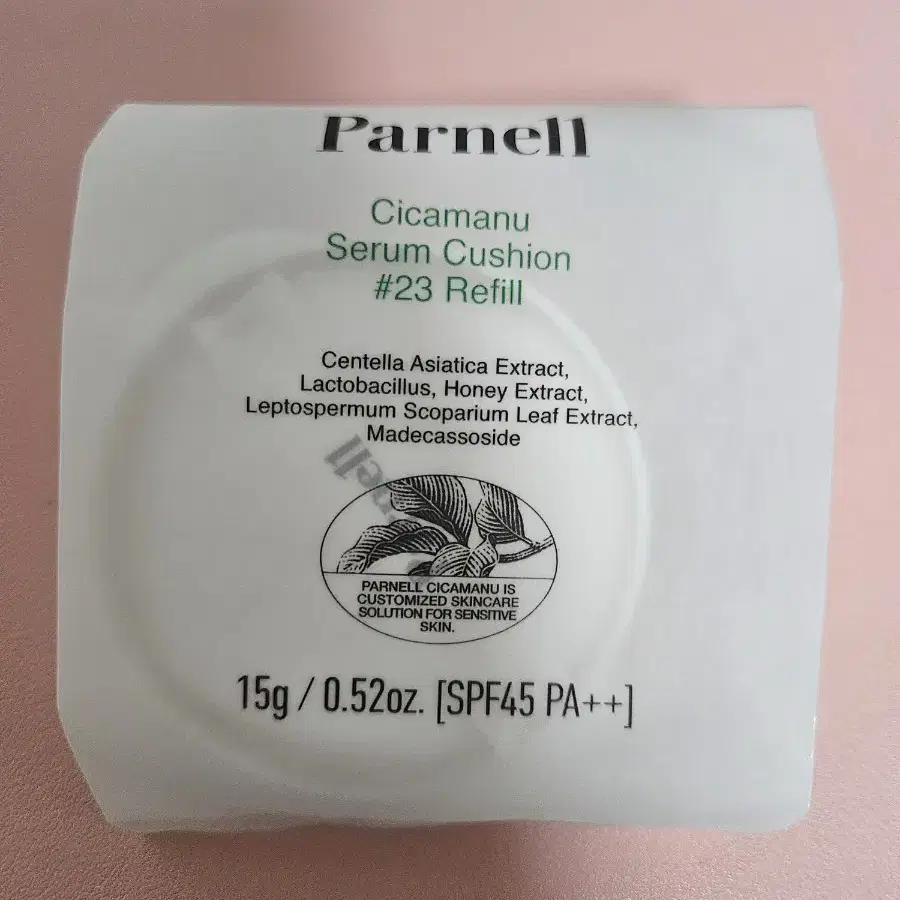 Parnell
Cicamanu
Serum Cushion
#23 Refill
Centella Asiatica Extract,
Lactobacillus, Honey Extract,
Leptospermum Scoparium Leaf Extract,
Madecassoside
PARNELL CICAMANU IS
CUSTOMIZED SKINCARE
SOLUTION FOR SENSITIVE
SKIN.
15g / 0.52oz. [SPF45 PA++]